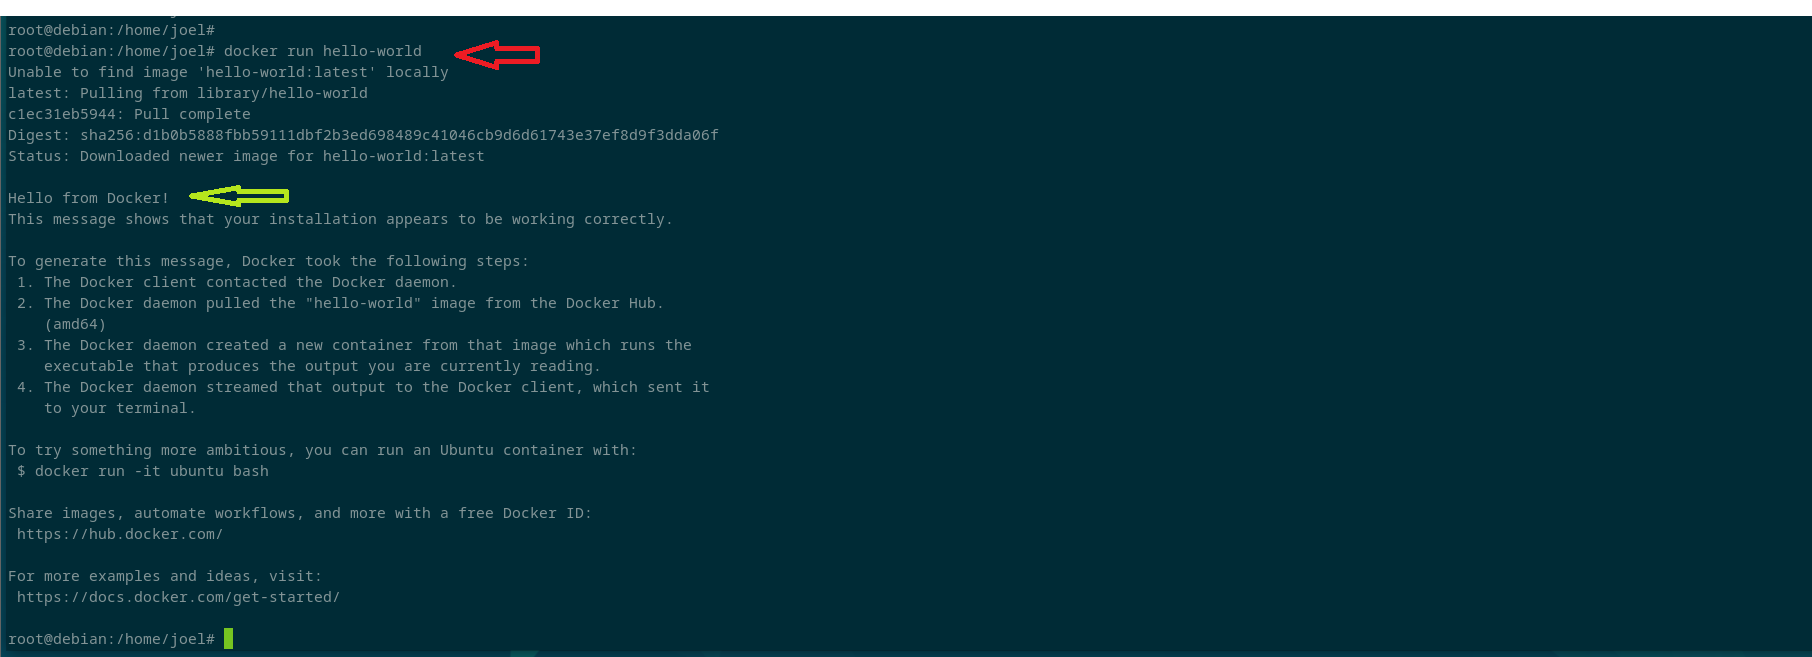 root@debian:/home/joel#
root@debian:/home/joel# docker run hello-world
Unable to find image 'hello-world:latest' locally
latest: Pulling from library/hello-world
c1ec31eb5944: Pull complete
Digest: sha256:d1b0b5888fbb59111dbf2b3ed698489c41046cb9d6d61743e37ef8d9f3dda06f
Status: Downloaded newer image for hello-world:latest
Hello from Docker!
This message shows that your installation appears to be working correctly.
To generate this message, Docker took the following steps:
1. The Docker client contacted the Docker daemon.
2. The Docker daemon pulled the "hello-world" image from the Docker Hub.
(amd64)
3. The Docker daemon created a new container from that image which runs the
executable that produces the output you are currently reading.
4. The Docker daemon streamed that output to the Docker client, which sent it
to your terminal.
To try something more ambitious, you can run an Ubuntu container with:
$ docker run -it ubuntu bash
Share images, automate workflows, and more with a free Docker ID:
https://hub.docker.com/
For more examples and ideas, visit:
https://docs.docker.com/get-started/
root@debian:/home/joel#